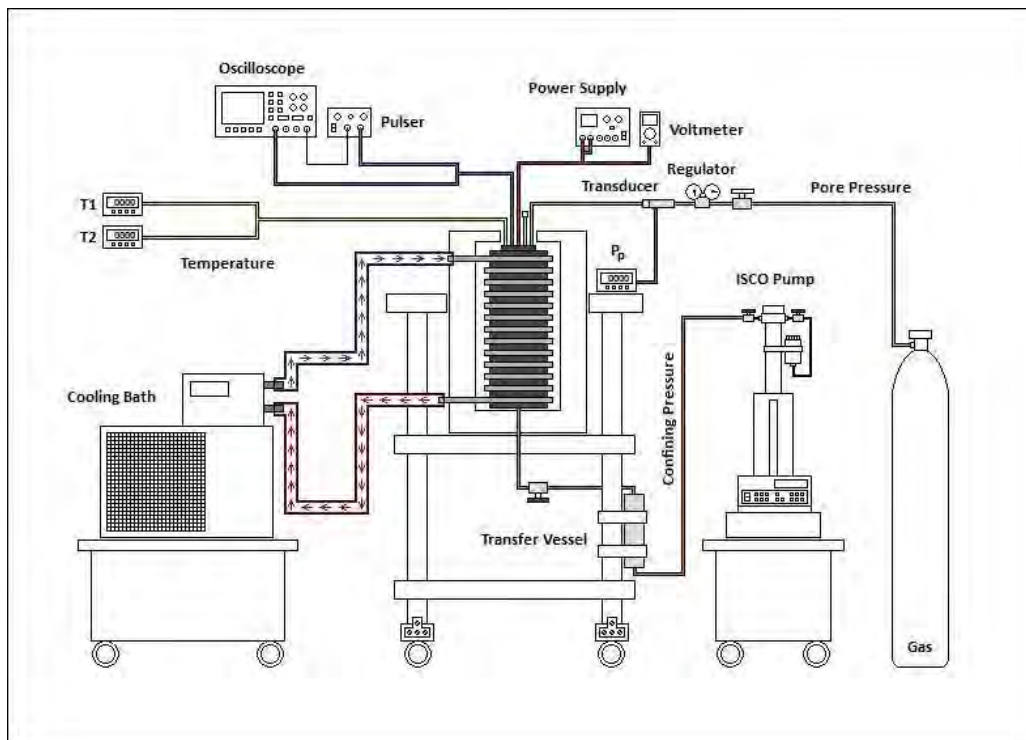 Oscilloscope
Pulser
Power Supply
Voltmeter
Regulator
Transducer
Pore Pressure
T1
T2
Temperature
Pp
ISCO Pump
Cooling Bath
Confining Pressure
Transfer Vessel
Gas